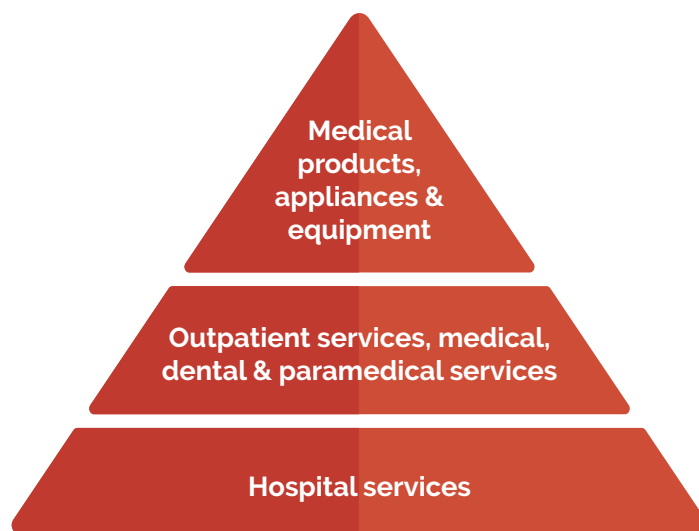 Medical
products,
appliances &
equipment
Outpatient services, medical,
dental & paramedical services
Hospital services